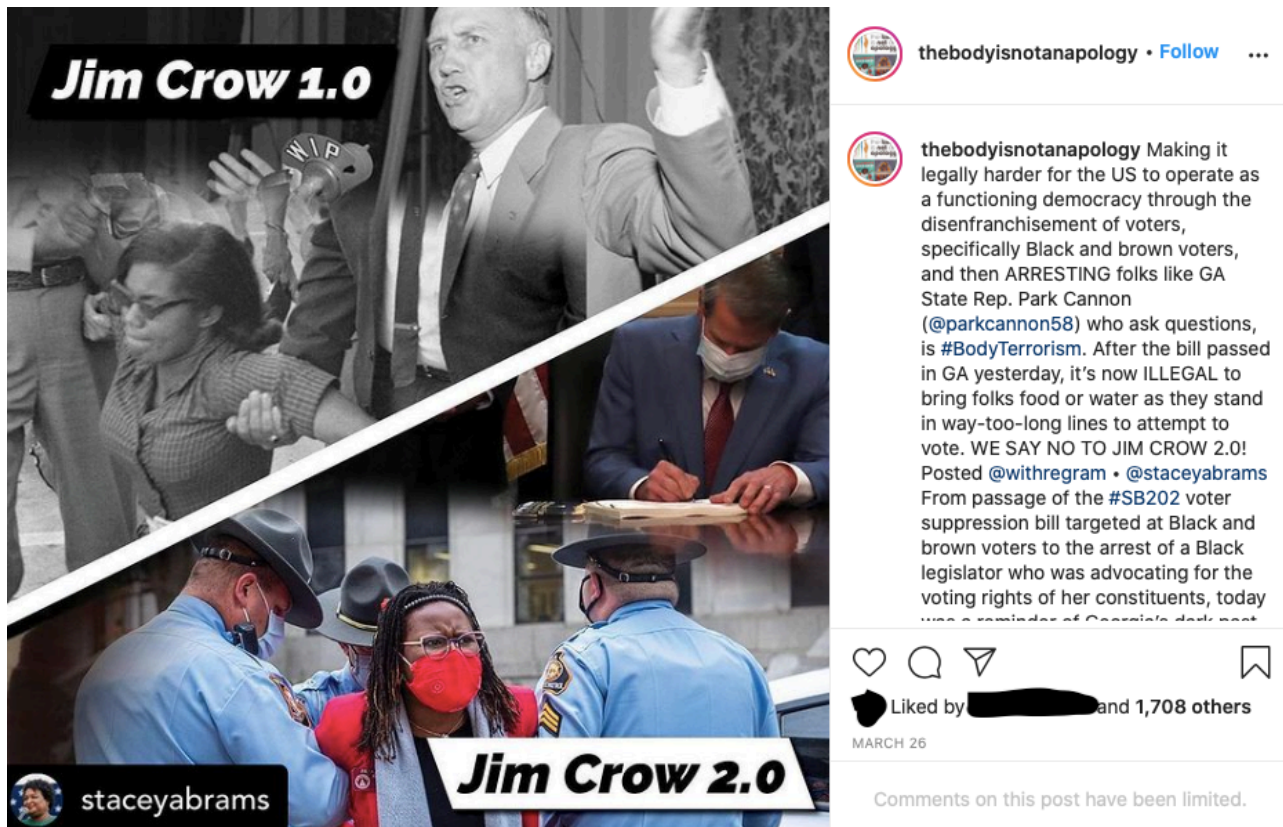 Jim Crow 1.0
WIP
Jim Crow 2.0
staceyabrams
thebodyisnotanapology • Follow
thebodyisnotanapology Making it
legally harder for the US to operate as
a functioning democracy through the
disenfranchisement of voters,
specifically Black and brown voters,
and then ARRESTING folks like GA
State Rep. Park Cannon
(@parkcannon58) who ask questions,
is #BodyTerrorism. After the bill passed
in GA yesterday, it’s now ILLEGAL to
bring folks food or water as they stand
in way-too-long lines to attempt to
vote. WE SAY NO TO JIM CROW 2.0!
Posted @withregram • @staceyabrams
From passage of the #SB202 voter
suppression bill targeted at Black and
brown voters to the arrest of a Black
legislator who was advocating for the
voting rights of her constituents, today
was a reminder of Georgia’s dark past
Liked by and 1,708 others
MARCH 26
Comments on this post have been limited.